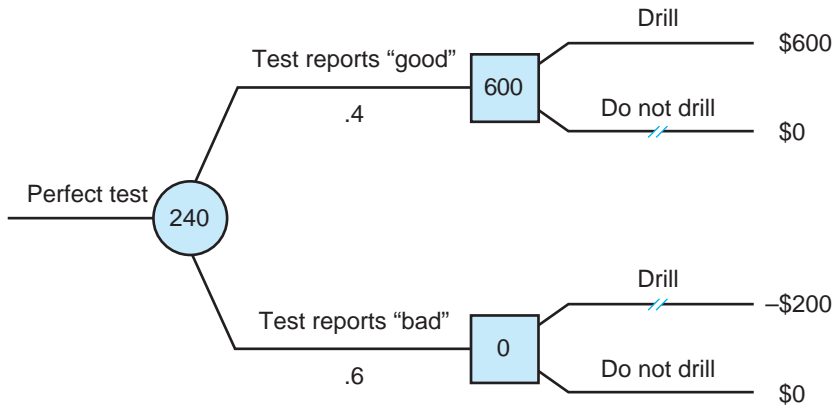 Drill
$600
Test reports “good”
600
.4
Do not drill
$0
Perfect test
240
Drill
–$200
Test reports “bad”
0
.6
Do not drill
$0